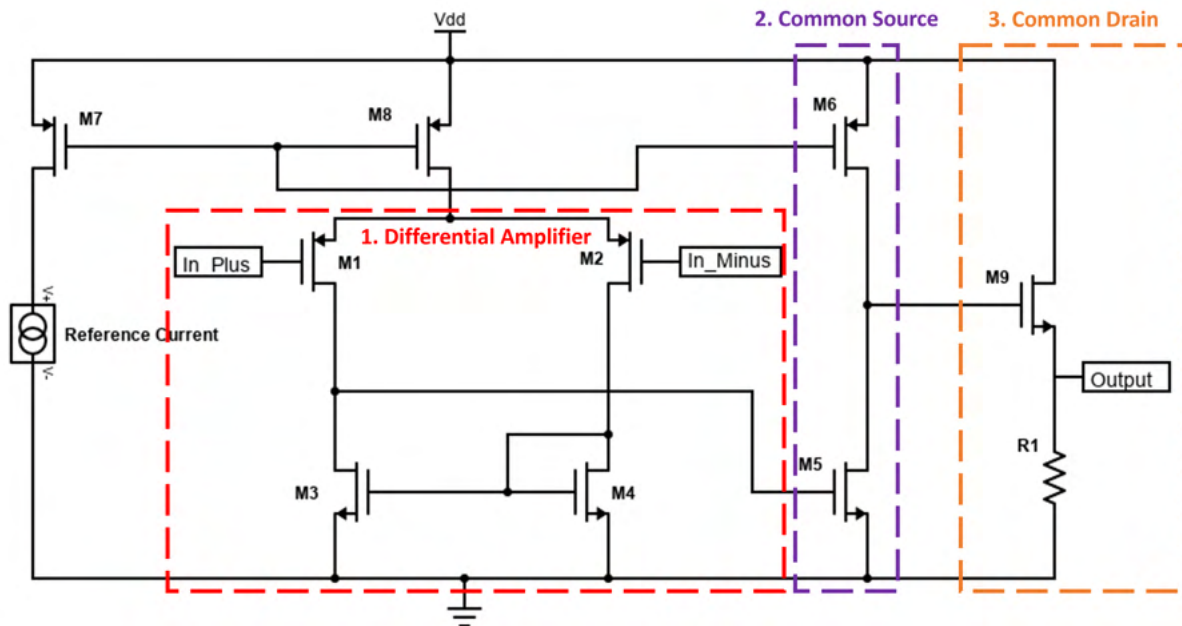 2. Common Source
3. Common Drain
Vdd
M7
M8
M6
1. Differential Amplifier
In_Plus
M1
M2
In_Minus
M9
V+
Reference Current
V-
Output
R1
M3
M4
M5